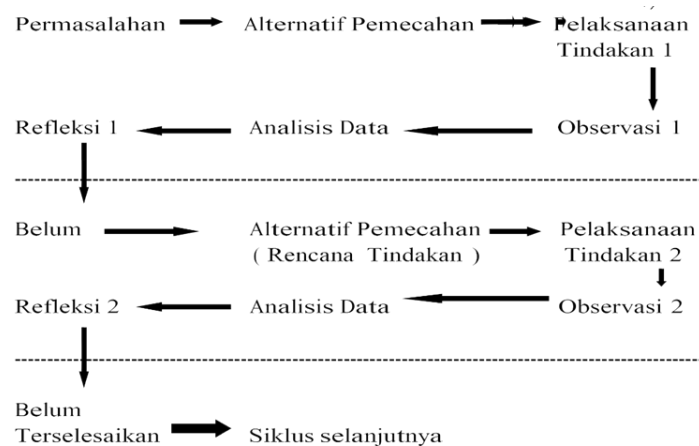 Permasalahan
Alternatif Pemecahan
Pelaksanaan
Tindakan 1
Refleksi 1
Analisis Data
Observasi 1
Belum
Alternatif Pemecahan
( Rencana Tindakan )
Pelaksanaan
Tindakan 2
Refleksi 2
Analisis Data
Observasi 2
Belum
Terselesaikan
Siklus selanjutnya